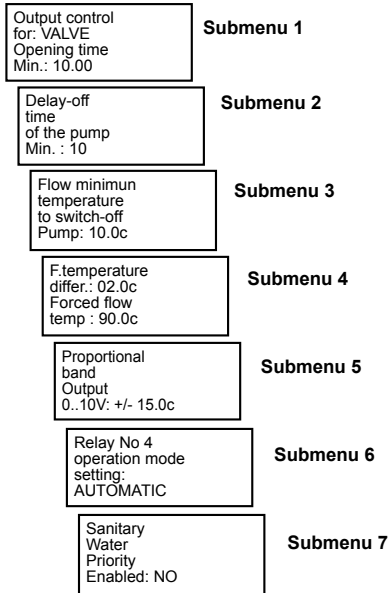 Output control
for: VALVE
Opening time
Min.: 10.00
Submenu 1
Delay-off
time
of the pump
Min. : 10
Submenu 2
Flow minimun
temperature
to switch-off
Pump: 10.0c
Submenu 3
F.temperature
differ.: 02.0c
Forced flow
temp : 90.0c
Submenu 4
Proportional
band
Output
0..10V: +/- 15.0c
Submenu 5
Relay No 4
operation mode
setting:
AUTOMATIC
Submenu 6
Sanitary
Water
Priority
Enabled: NO
Submenu 7